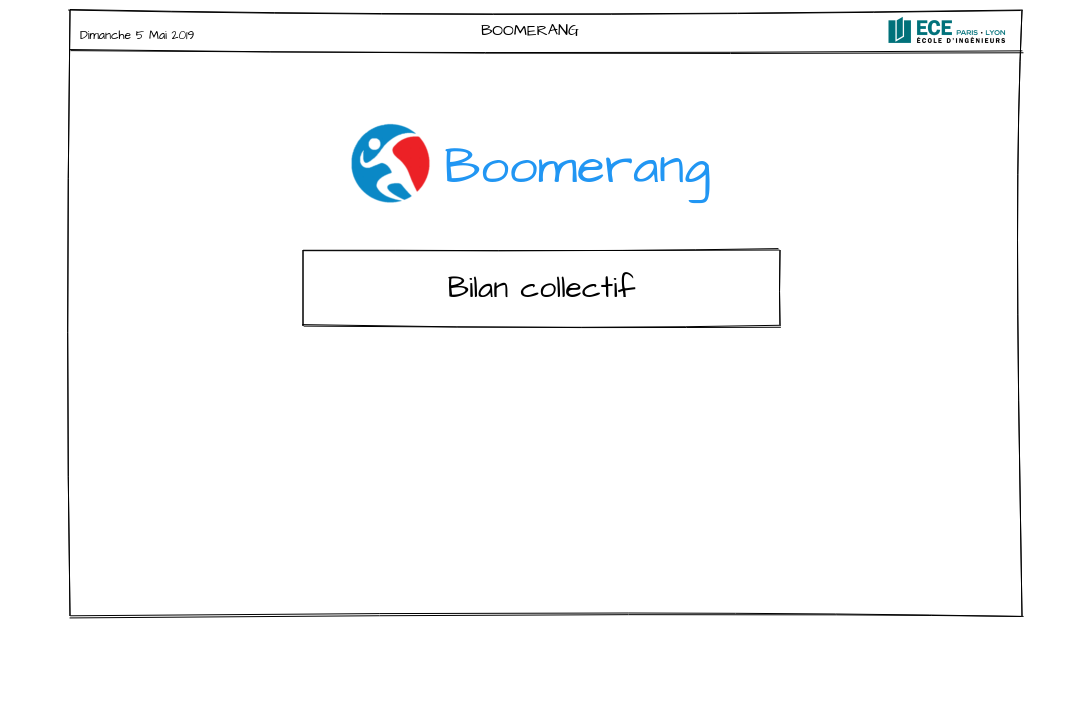 Dimanche 5 Mai 2019
BOOMERANG
ECE PARIS • LYON
ÉCOLE D'INGÉNIEURS
Boomerang
Bilan collectif